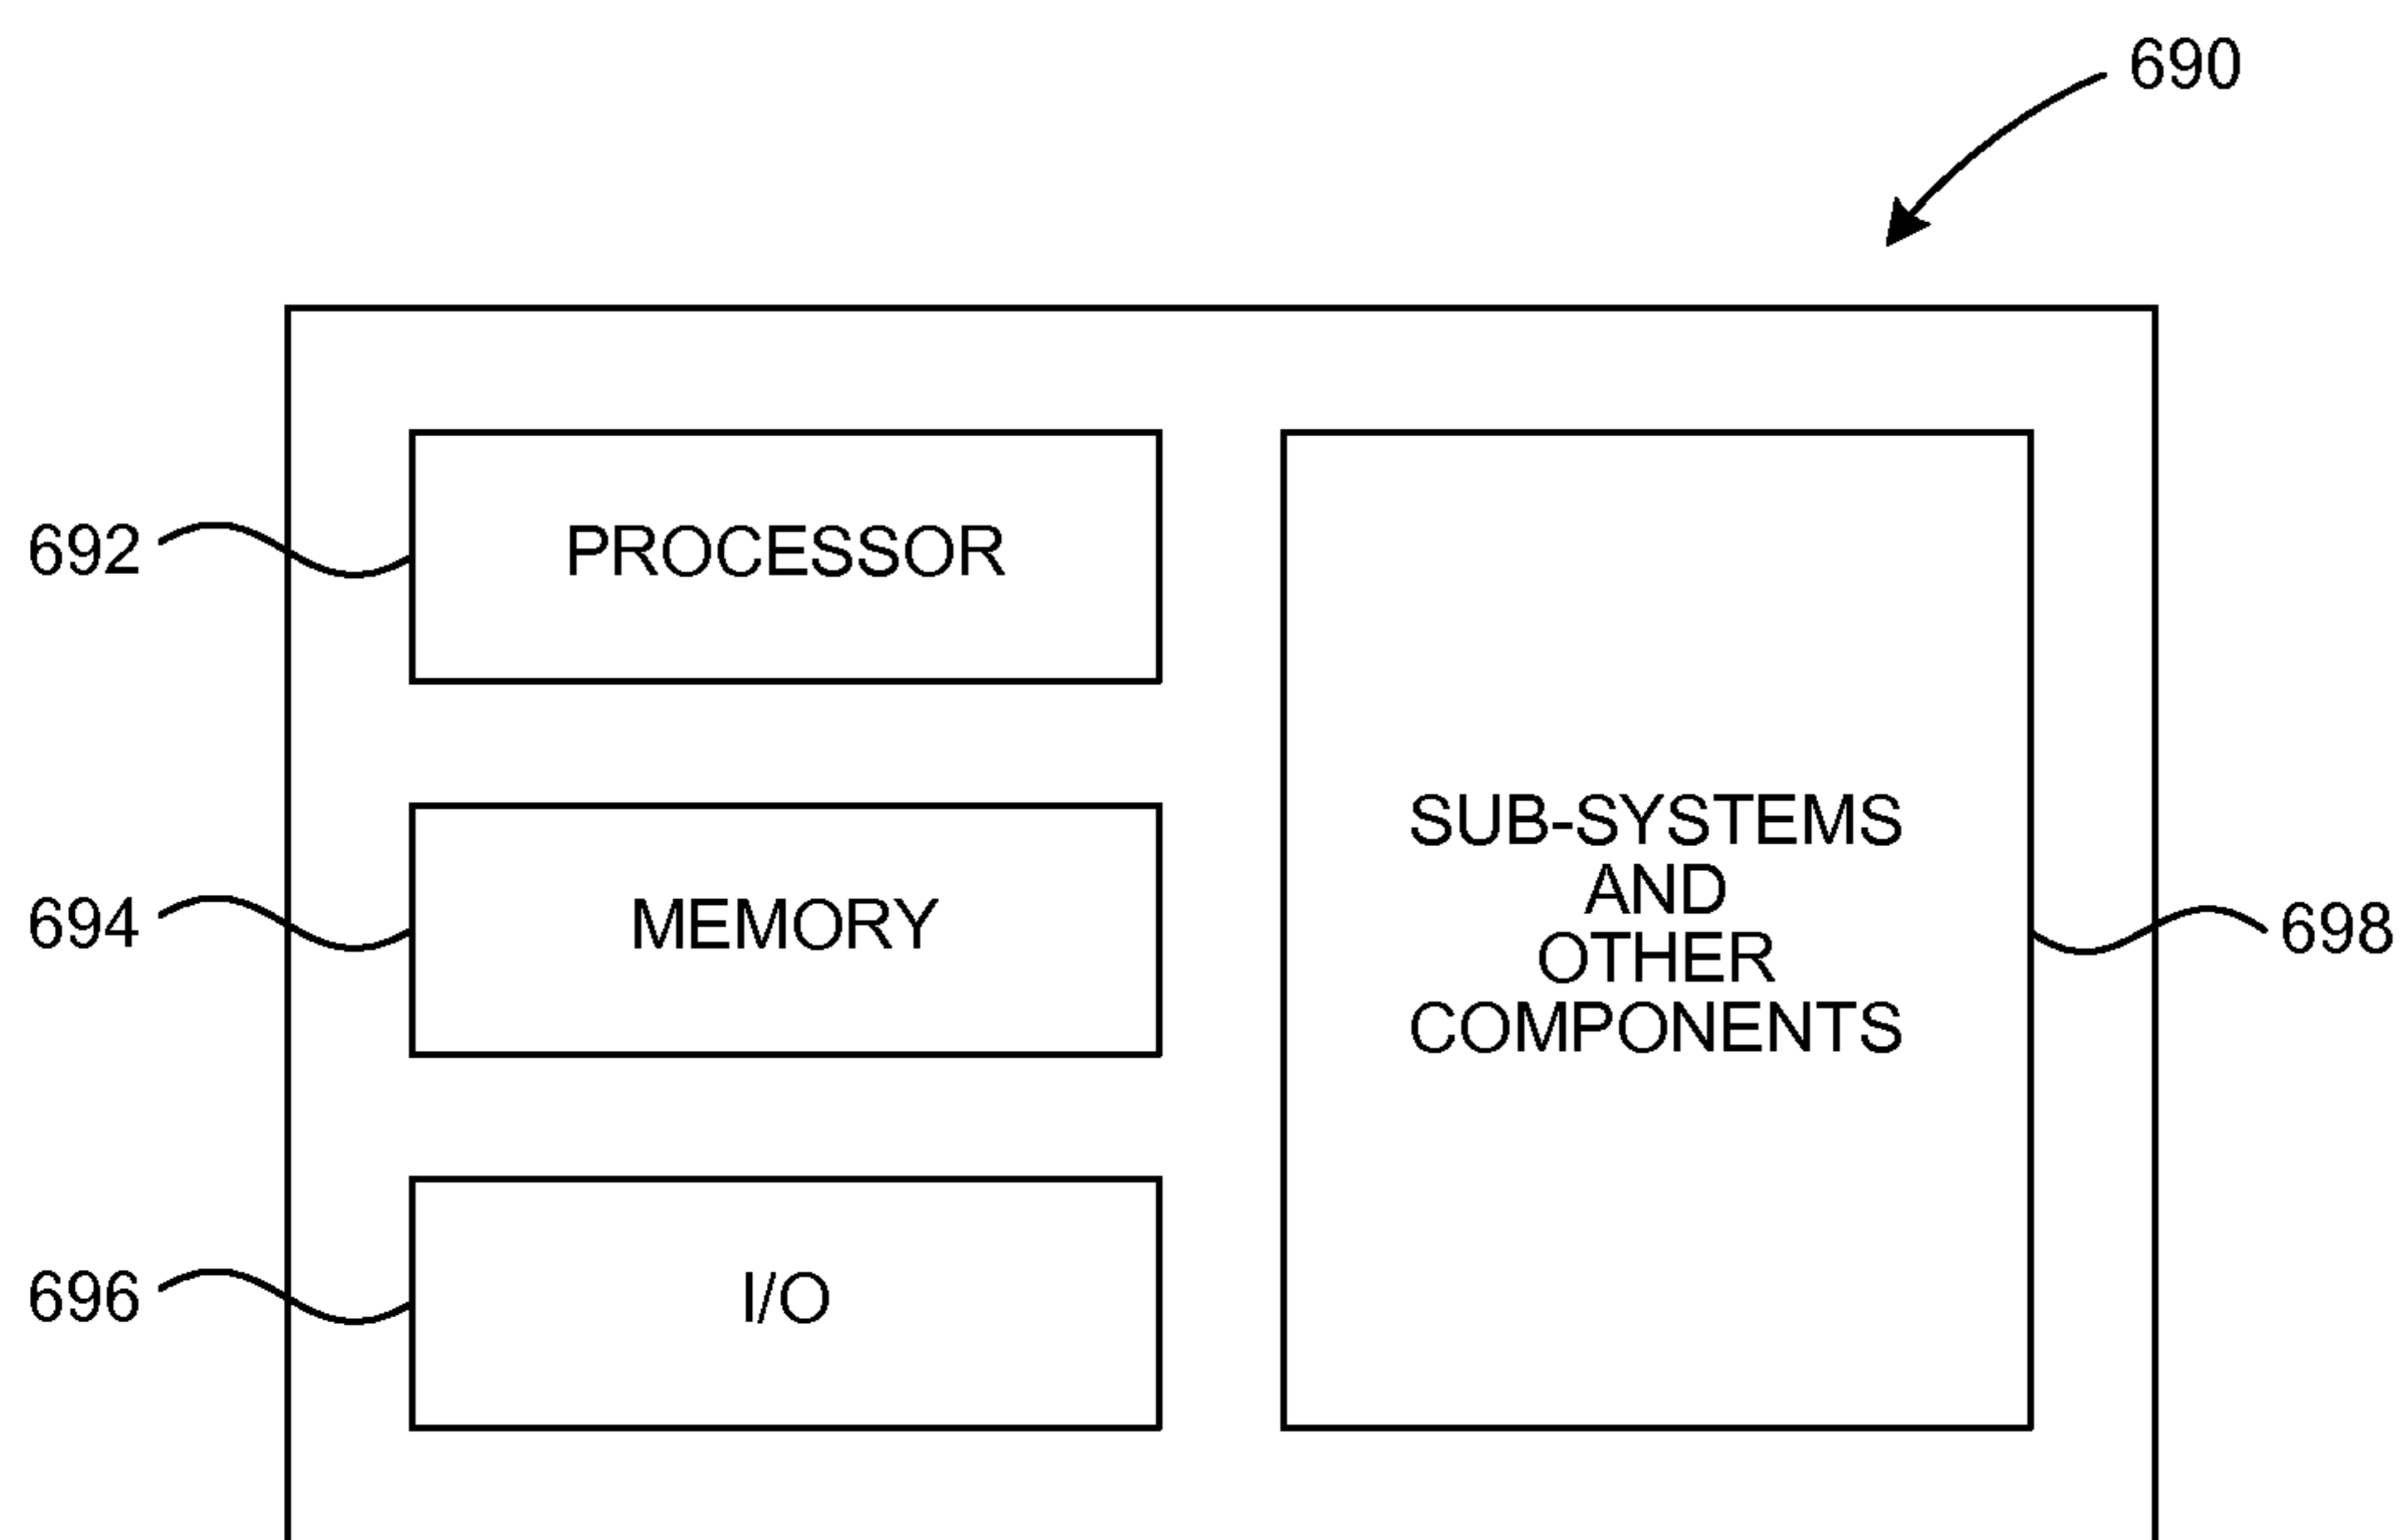 690
692
PROCESSOR
694
MEMORY
696
I/O
SUB-SYSTEMS
AND
OTHER
COMPONENTS
698